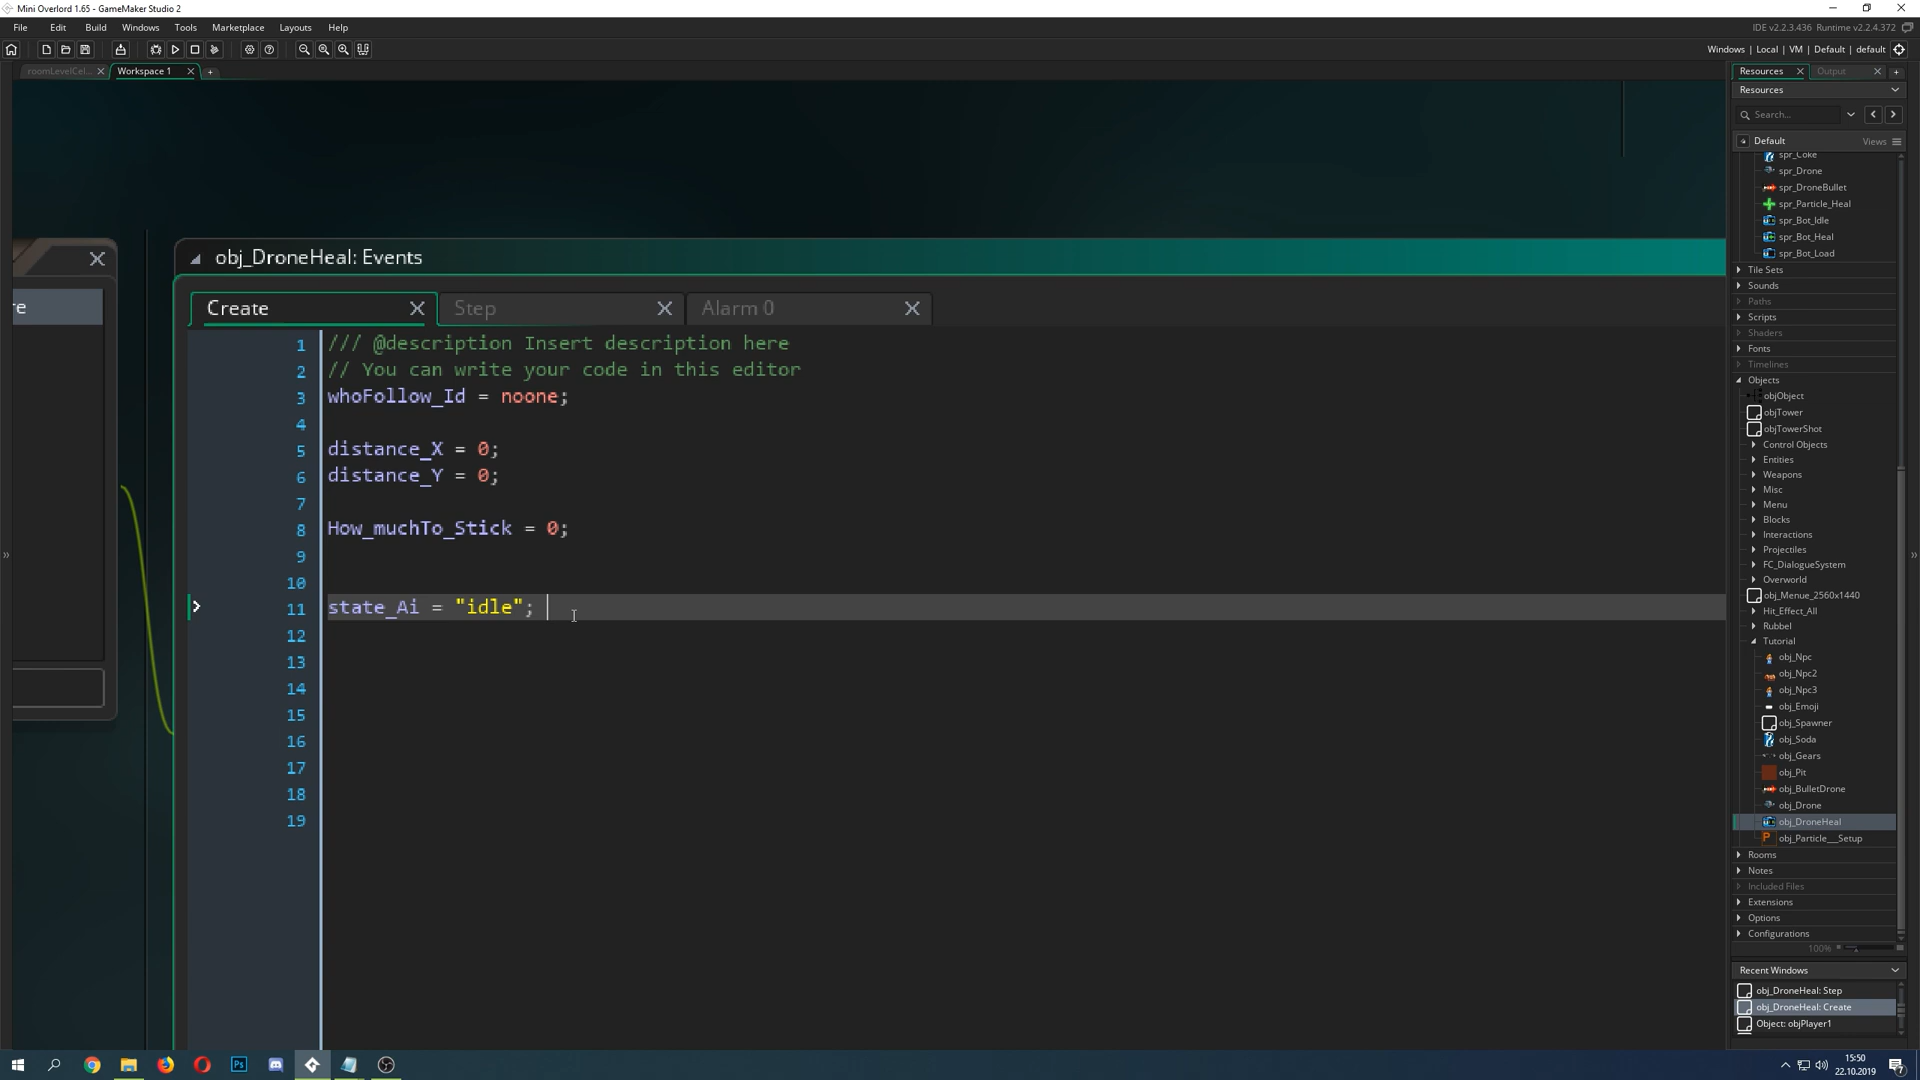 Mini Overlord 1.65 - GameMaker Studio 2
File Edit Build Windows Tools Marketplace Layouts Help
IDE v2.2.3.436 Runtime v2.2.4.372
Windows | Local | VM | Default | default
roomLevelCel...
Workspace 1
Resources
Output
Resources
Search...
Default
Views
spr_Coke
spr_Drone
spr_DroneBullet
spr_Particle_Heal
spr_Bot_Idle
spr_Bot_Heal
spr_Bot_Load
Tile Sets
Sounds
Paths
Scripts
Shaders
Fonts
Timelines
Objects
objObject
objTower
objTowerShot
Control Objects
Entities
Weapons
Misc
Menu
Blocks
Interactions
Projectiles
FC_DialogueSystem
Overworld
obj_Menue_2560x1440
Hit_Effect_All
Rubbel
Tutorial
obj_Npc
obj_Npc2
obj_Npc3
obj_Emoji
obj_Spawner
obj_Soda
obj_Gears
obj_Pit
obj_BulletDrone
obj_Drone
obj_DroneHeal
obj_Particle__Setup
Rooms
Notes
Included Files
Extensions
Options
Configurations
100%
Recent Windows
obj_DroneHeal: Step
obj_DroneHeal: Create
Object: objPlayer1
re
obj_DroneHeal: Events
Create
Step
Alarm 0
1 /// @description Insert description here
2 // You can write your code in this editor
3 whoFollow_Id = noone;
4
5 distance_X = 0;
6 distance_Y = 0;
7
8 How_muchTo_Stick = 0;
9
10
11 state_Ai = "idle";
12
13
14
15
16
17
18
19
15:50
22.10.2019